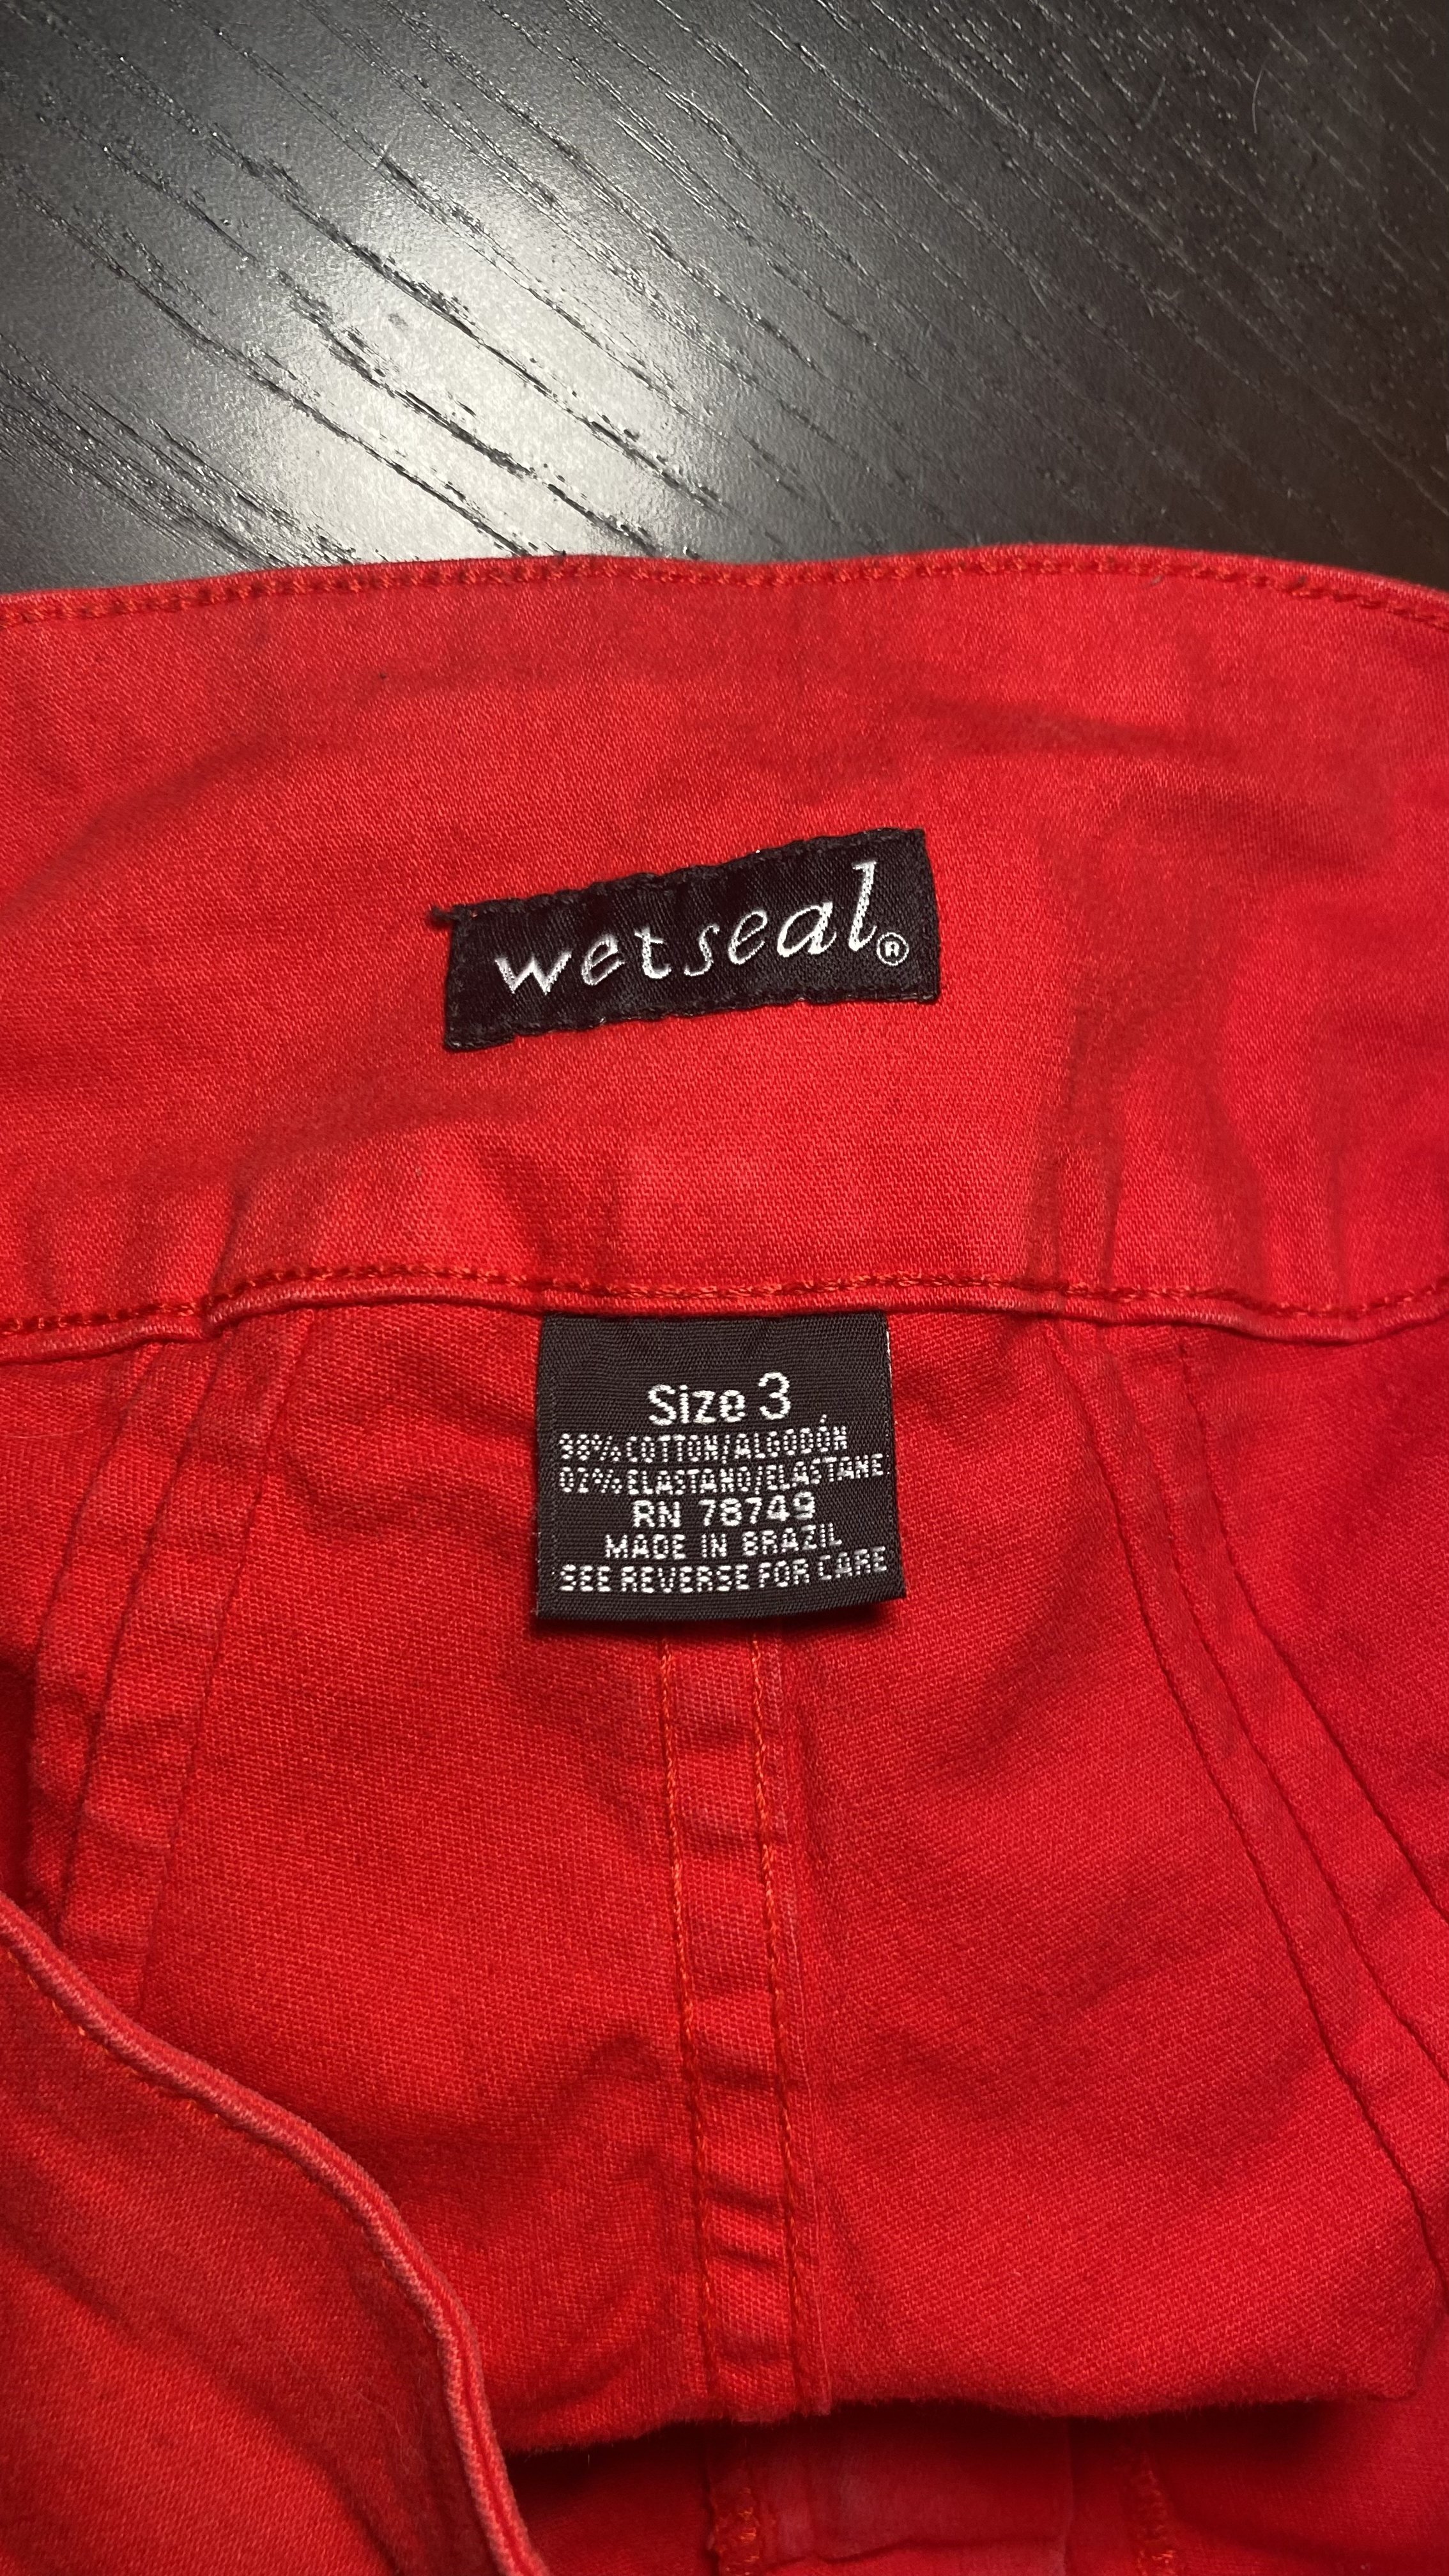 wetseal®
Size 3
98% COTTON/ALGODÓN
02% ELASTANO/ELASTANE
RN 78749
MADE IN BRAZIL
SEE REVERSE FOR CARE